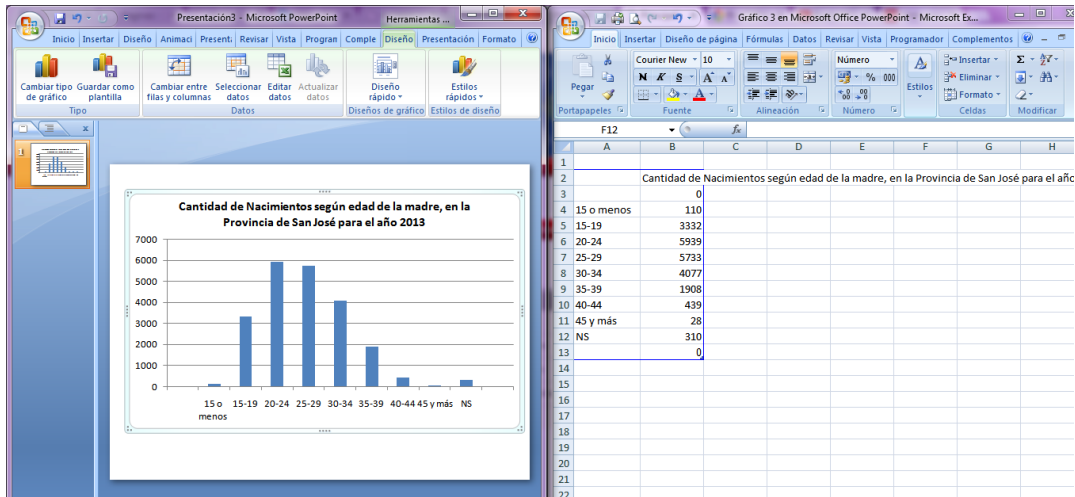 Presentación3 - Microsoft PowerPoint
Herramientas ...
Inicio Insertar Diseño Animaci Present: Revisar Vista Program Comple Diseño Presentación Formato
Cambiar tipo de gráfico
Guardar como plantilla
Cambiar entre filas y columnas
Seleccionar datos
Editar datos
Actualizar datos
Diseño rápido
Estilos rápidos
Tipo
Datos
Diseños de gráfico
Estilos de diseño
1
Cantidad de Nacimientos según edad de la madre, en la
Provincia de San José para el año 2013
7000
6000
5000
4000
3000
2000
1000
0
15 o menos 15-19 20-24 25-29 30-34 35-39 40-44 45 y más NS
Gráfico 3 en Microsoft Office PowerPoint - Microsoft Ex...
Inicio Insertar Diseño de página Fórmulas Datos Revisar Vista Programador Complementos
Pegar
Courier New 10
N K S A A
Número
% 000
Estilos
Insertar
Eliminar
Formato
Σ
Portapapeles Fuente Alineación Número Celdas Modificar
F12 fx
A B C D E F G H
1
2 Cantidad de Nacimientos según edad de la madre, en la Provincia de San José para el año
3 0
4 15 o menos 110
5 15-19 3332
6 20-24 5939
7 25-29 5733
8 30-34 4077
9 35-39 1908
10 40-44 439
11 45 y más 28
12 NS 310
13 0
14
15
16
17
18
19
20
21
22